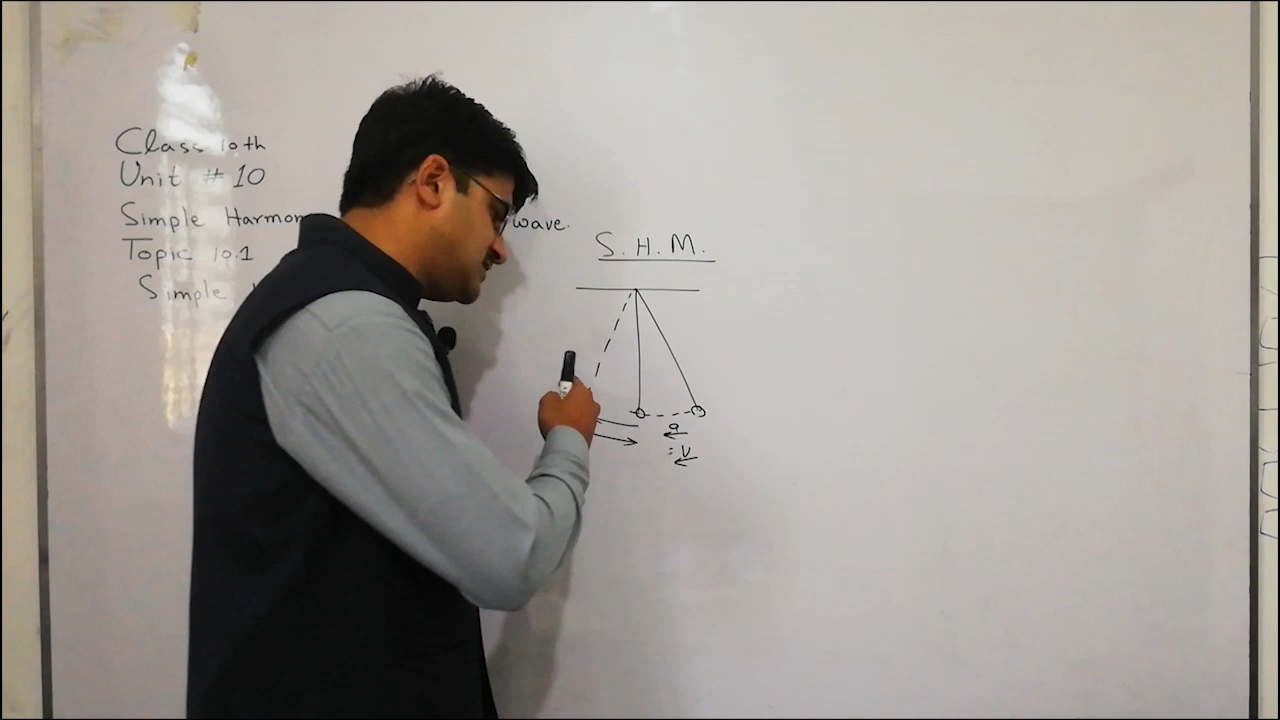 Class 10th
Unit # 10
Simple Harmon wave.
Topic 10.1
Simple
S.H.M.
a
v